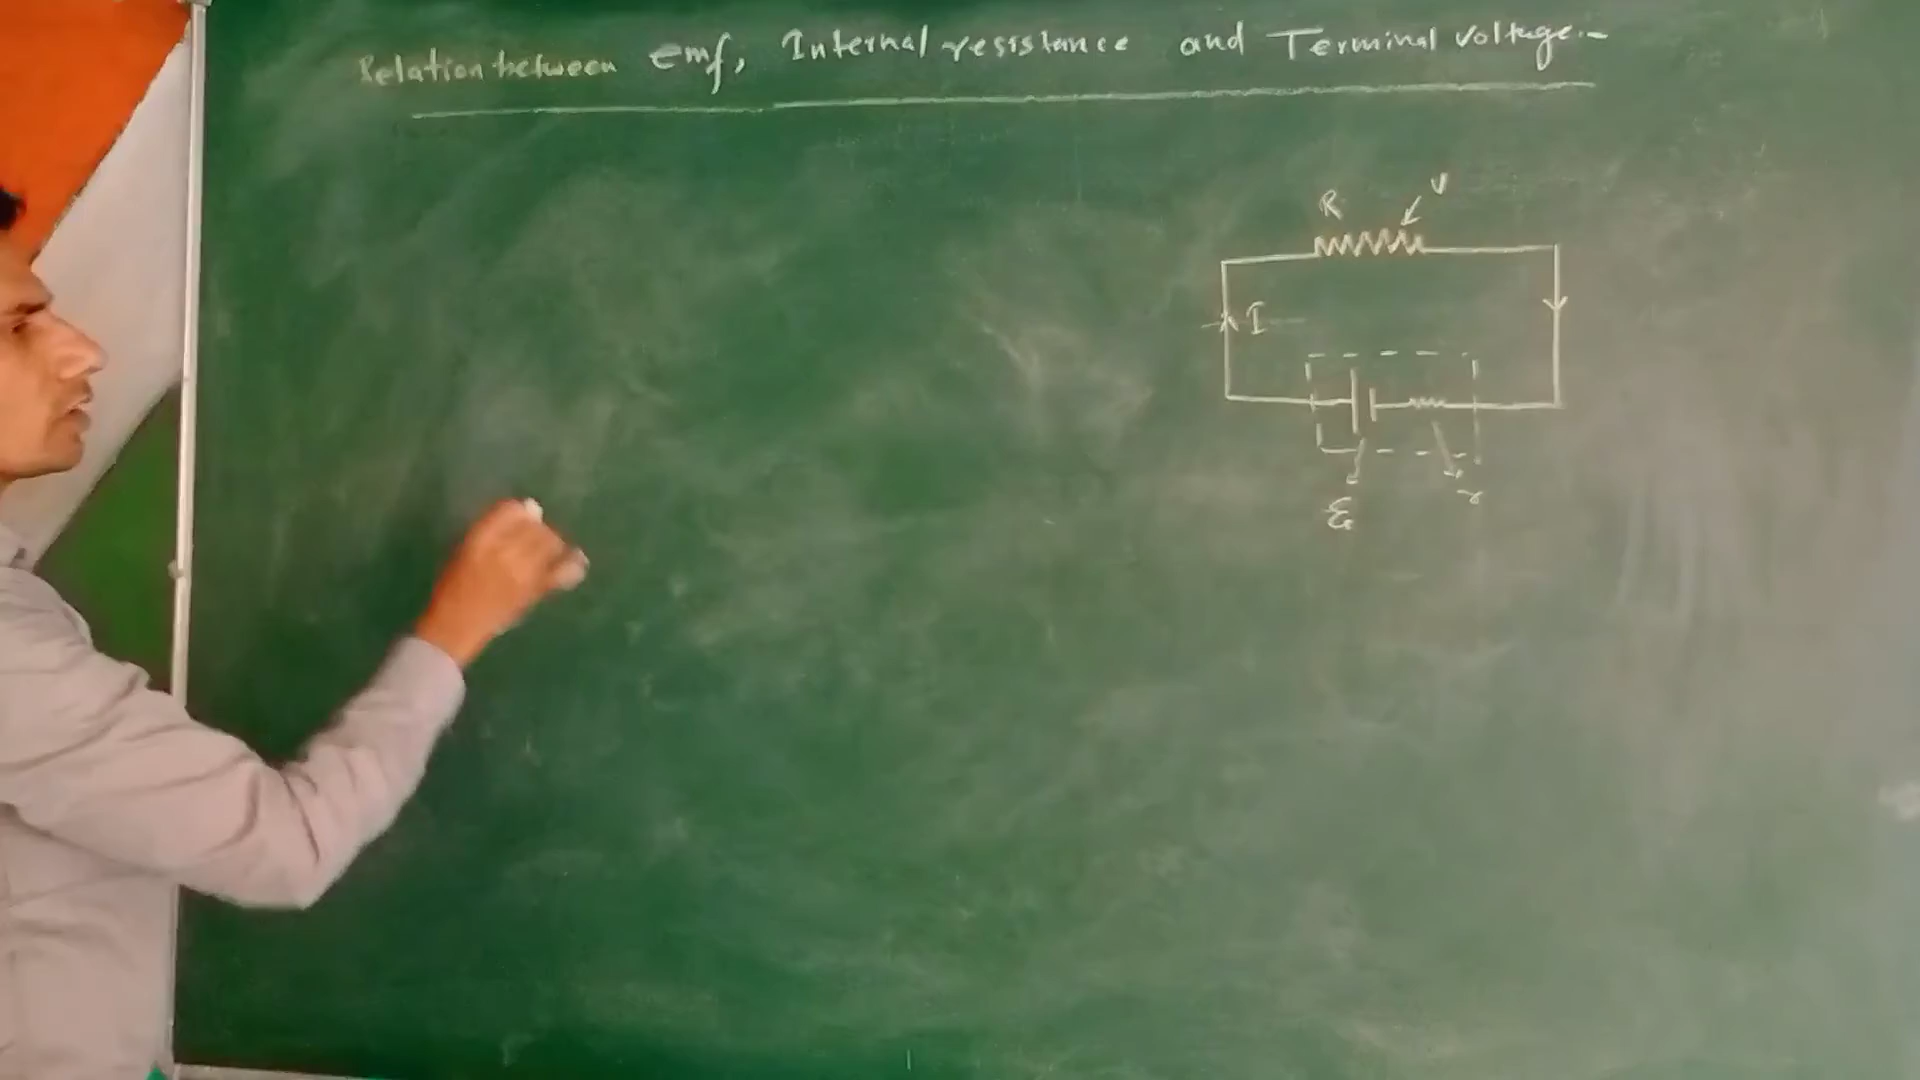 Relation between emf, Internal resistance and Terminal voltage:-
R V
I
ℰ r